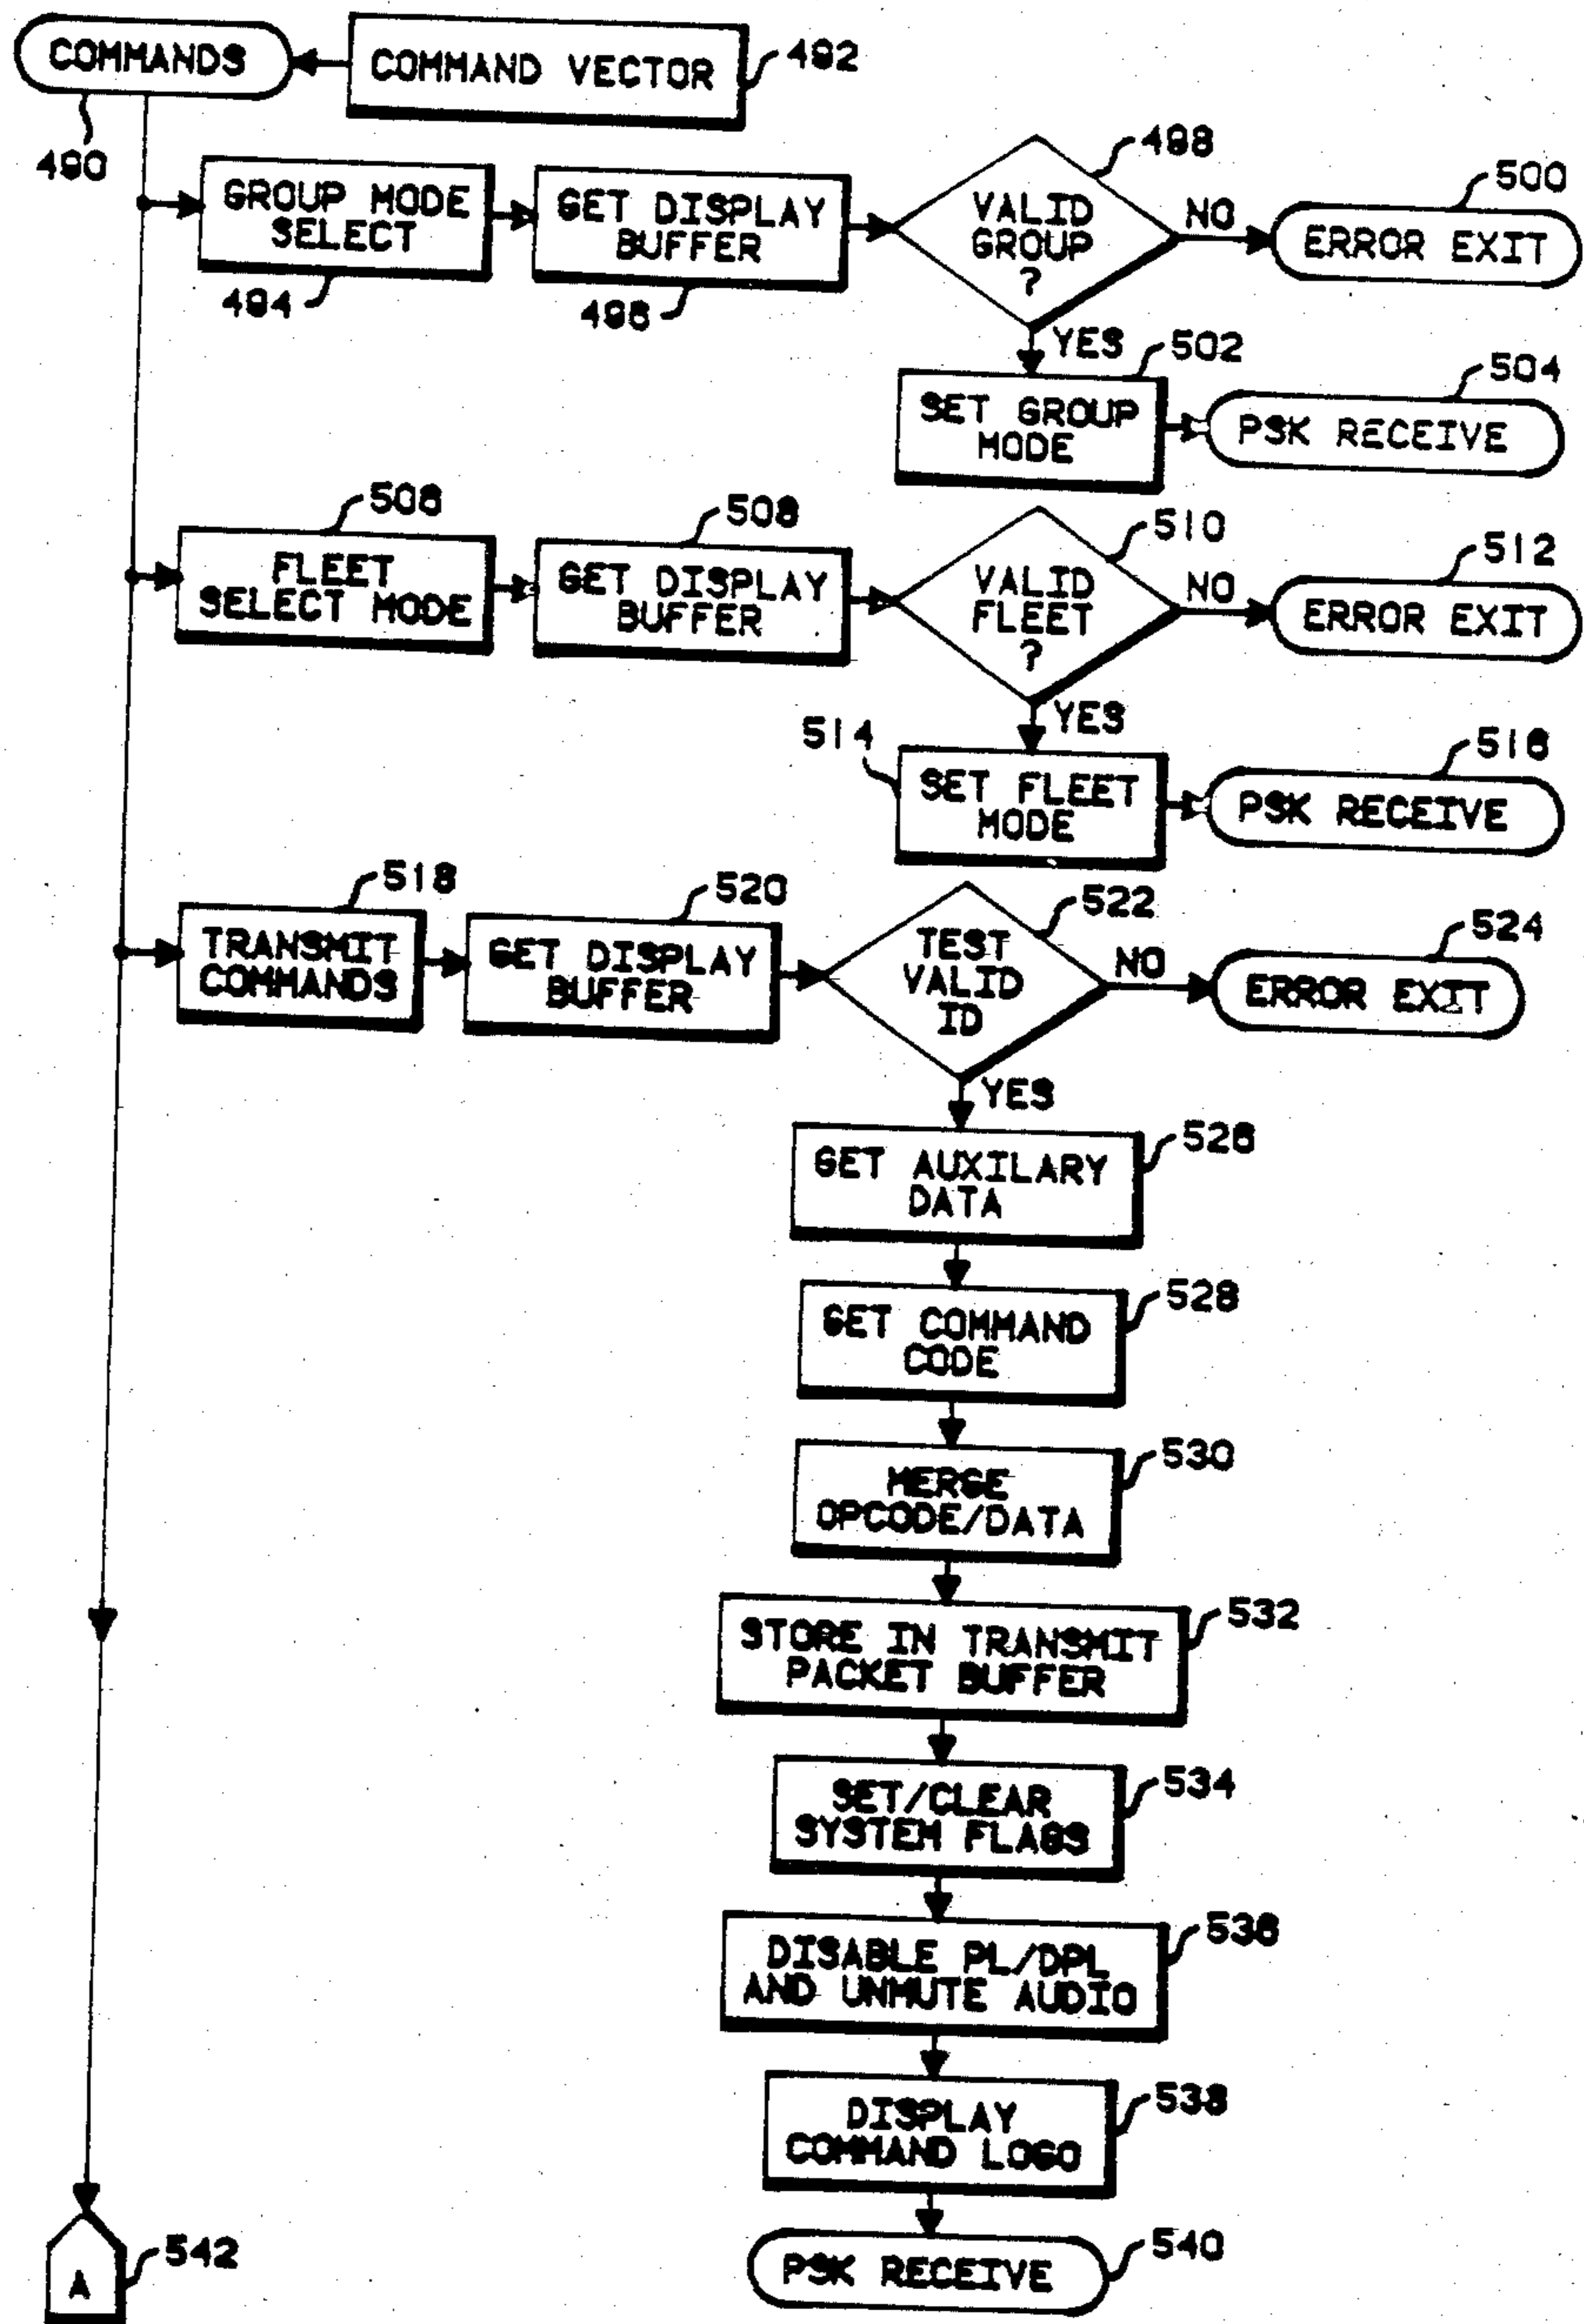 COMMANDS
COMMAND VECTOR
492
490
GROUP MODE
SELECT
494
GET DISPLAY
BUFFER
496
VALID
GROUP
?
498
NO
ERROR EXIT
500
YES
SET GROUP
MODE
502
PSK RECEIVE
504
FLEET
SELECT MODE
506
GET DISPLAY
BUFFER
508
VALID
FLEET
?
510
NO
ERROR EXIT
512
YES
514
SET FLEET
MODE
PSK RECEIVE
516
TRANSMIT
COMMANDS
518
GET DISPLAY
BUFFER
520
TEST
VALID
ID
522
NO
ERROR EXIT
524
YES
GET AUXILARY
DATA
526
GET COMMAND
CODE
528
MERGE
OPCODE/DATA
530
STORE IN TRANSMIT
PACKET BUFFER
532
SET/CLEAR
SYSTEM FLAGS
534
DISABLE PL/DPL
AND UNMUTE AUDIO
536
DISPLAY
COMMAND LOGO
538
PSK RECEIVE
540
A
542